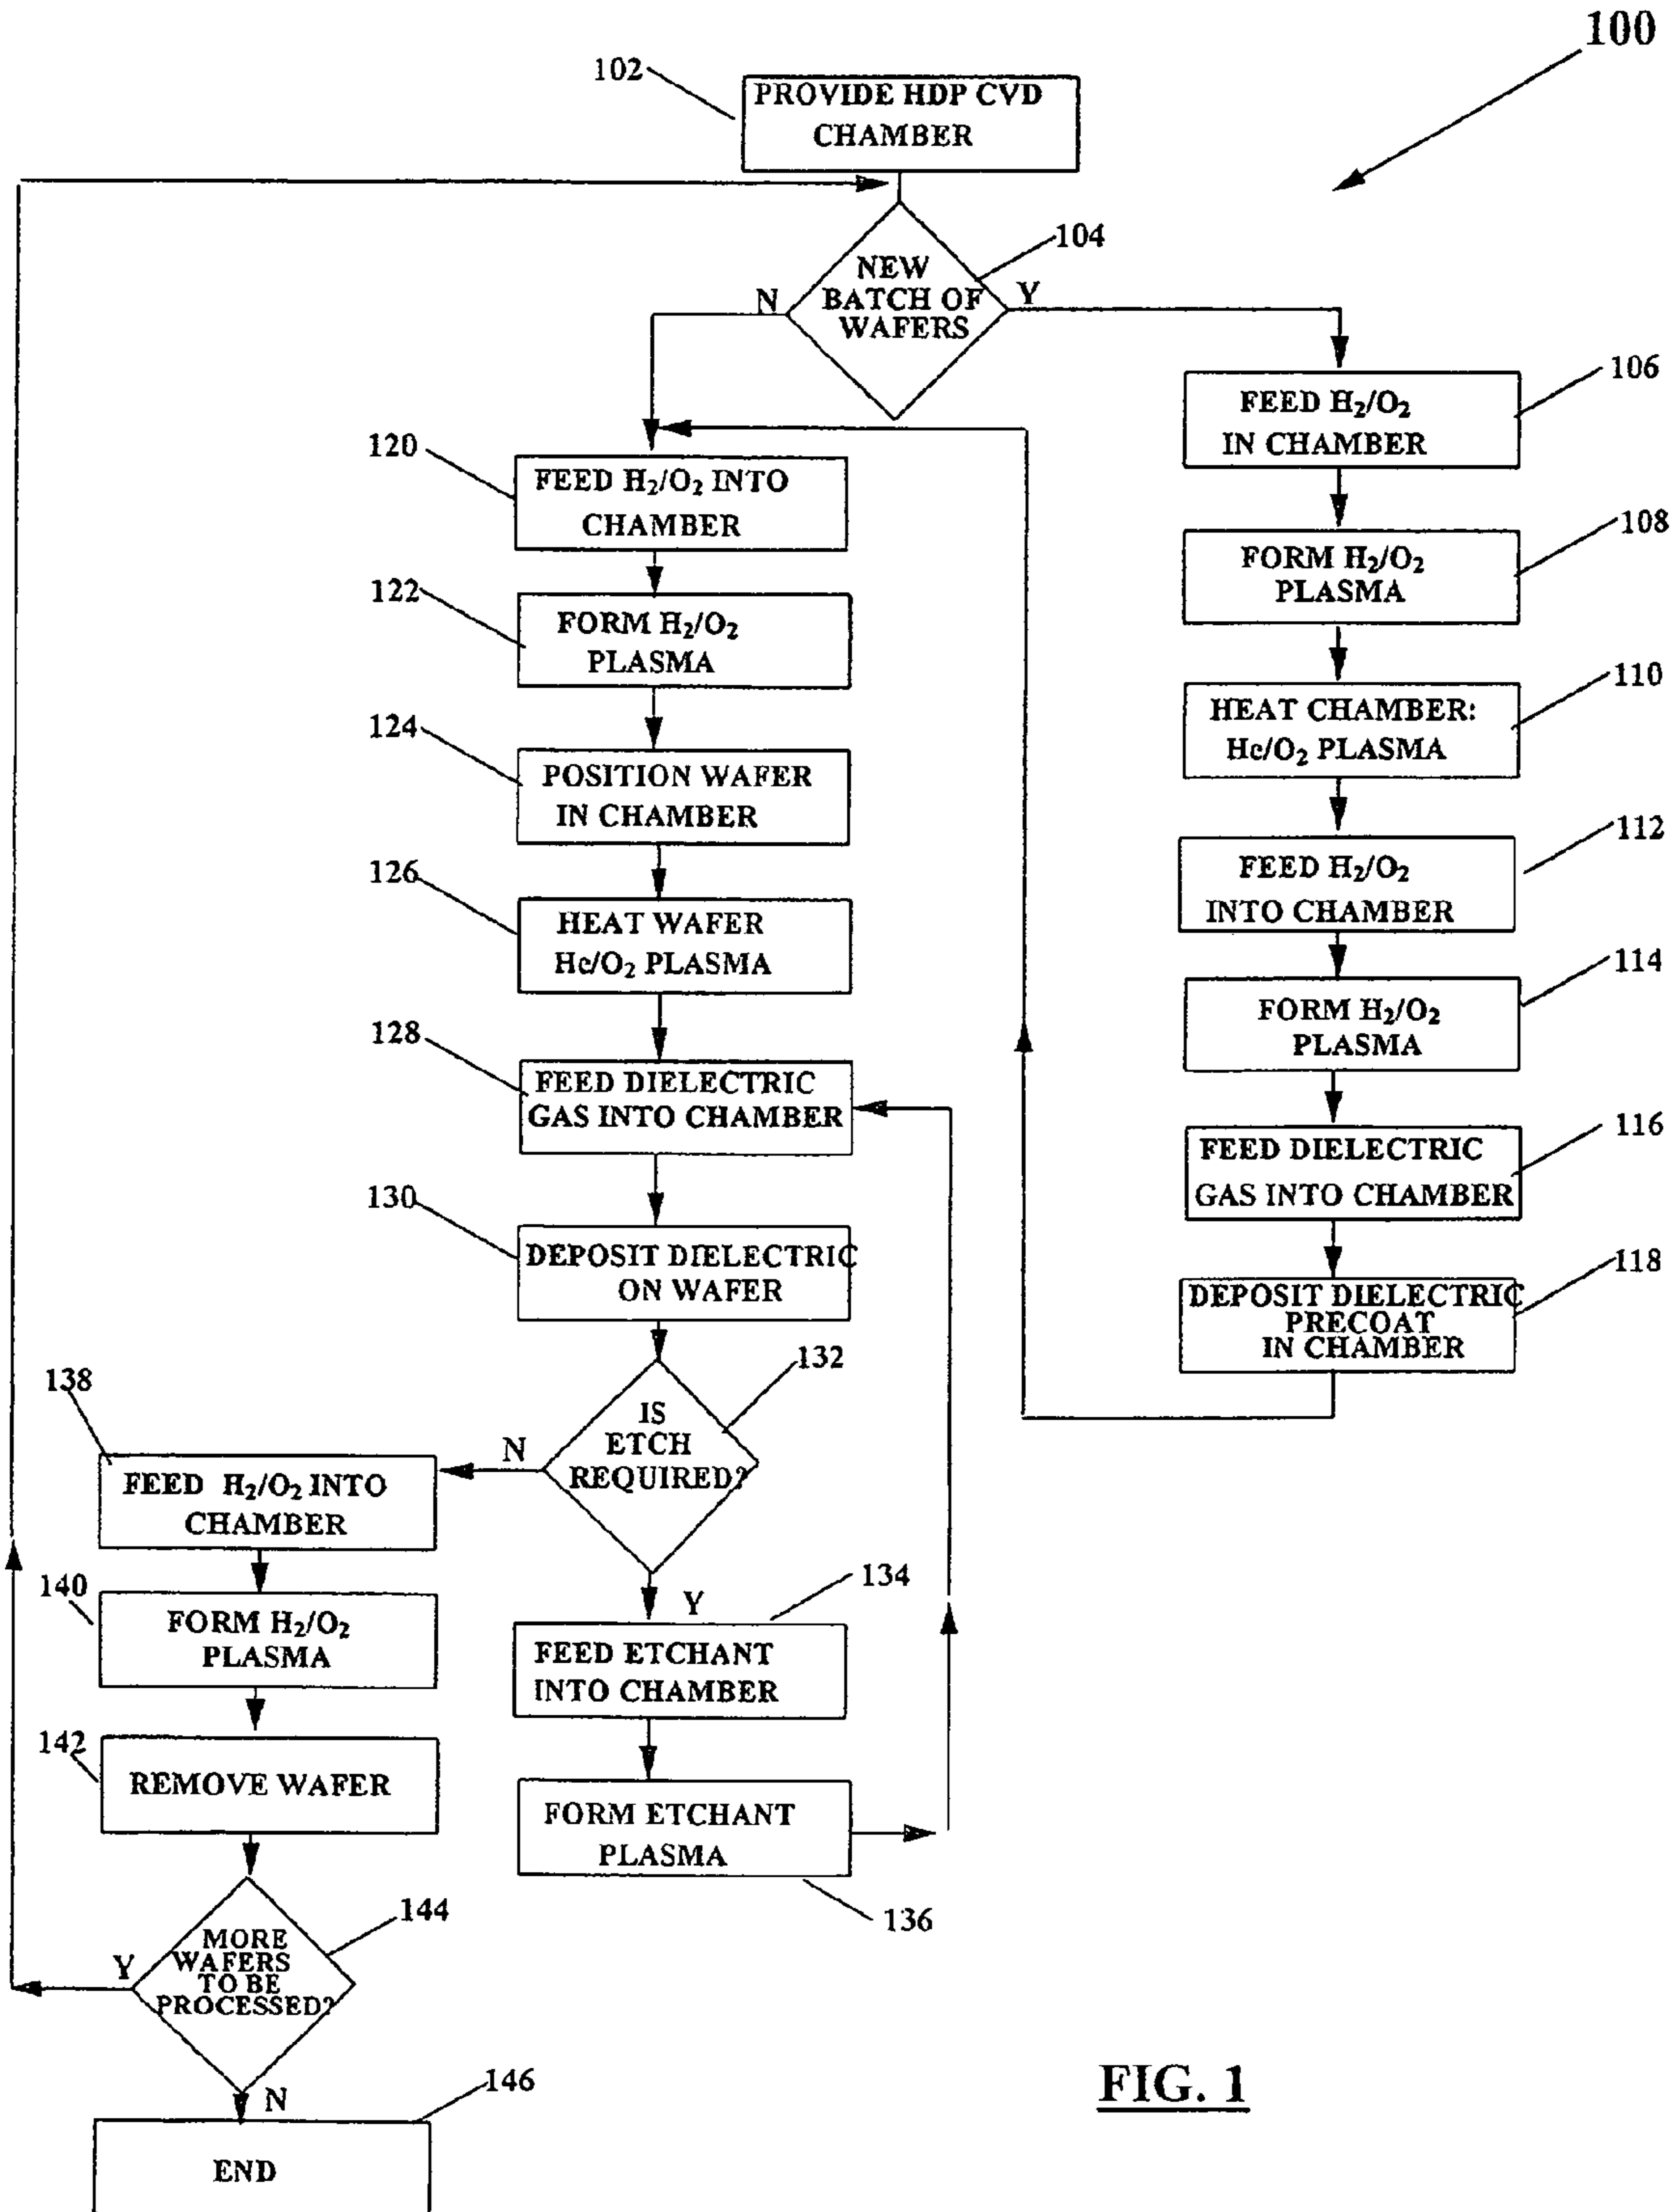 100
102
PROVIDE HDP CVD
CHAMBER
104
NEW
BATCH OF
WAFERS
N
Y
106
FEED H₂/O₂
IN CHAMBER
108
FORM H₂/O₂
PLASMA
110
HEAT CHAMBER:
He/O₂ PLASMA
112
FEED H₂/O₂
INTO CHAMBER
114
FORM H₂/O₂
PLASMA
116
FEED DIELECTRIC
GAS INTO CHAMBER
118
DEPOSIT DIELECTRIC
PRECOAT
IN CHAMBER
120
FEED H₂/O₂ INTO
CHAMBER
122
FORM H₂/O₂
PLASMA
124
POSITION WAFER
IN CHAMBER
126
HEAT WAFER
He/O₂ PLASMA
128
FEED DIELECTRIC
GAS INTO CHAMBER
130
DEPOSIT DIELECTRIC
ON WAFER
132
IS
ETCH
REQUIRED?
N
Y
134
FEED ETCHANT
INTO CHAMBER
FORM ETCHANT
PLASMA
136
138
FEED H₂/O₂ INTO
CHAMBER
140
FORM H₂/O₂
PLASMA
142
REMOVE WAFER
144
MORE
WAFERS
TO BE
PROCESSED?
Y
N
146
END
FIG. 1